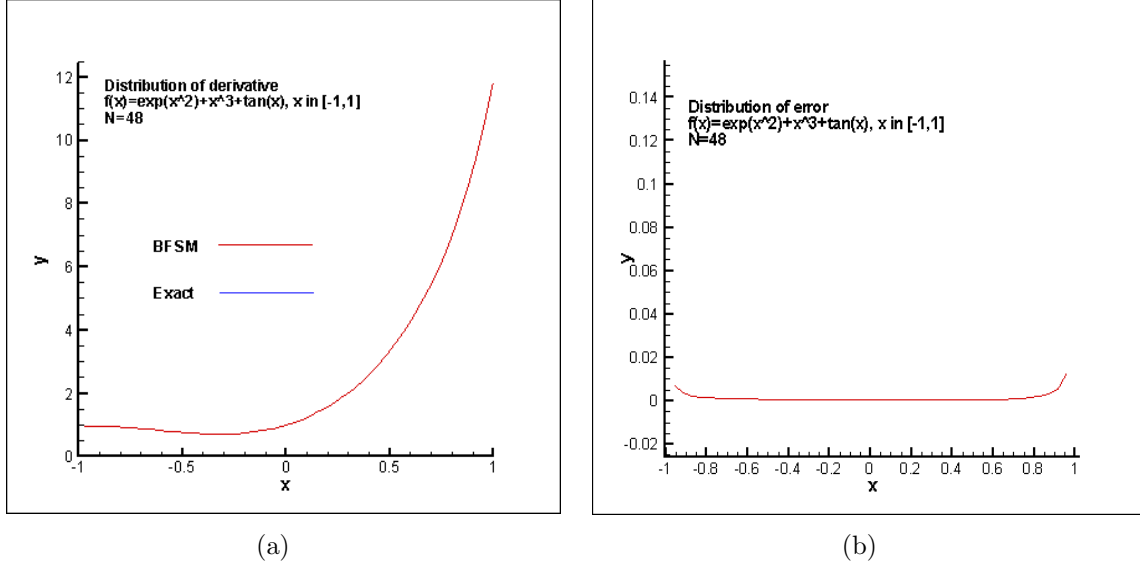 Distribution of derivative
f(x)=exp(x^2)+x^3+tan(x), x in [-1,1]
N=48
12
10
8
6
4
2
0
y
BFSM
Exact
-1
-0.5
0
0.5
1
x
(a)
Distribution of error
f(x)=exp(x^2)+x^3+tan(x), x in [-1,1]
N=48
0.14
0.12
0.1
0.08
0.06
0.04
0.02
0
-0.02
y
-1
-0.8
-0.6
-0.4
-0.2
0
0.2
0.4
0.6
0.8
1
x
(b)